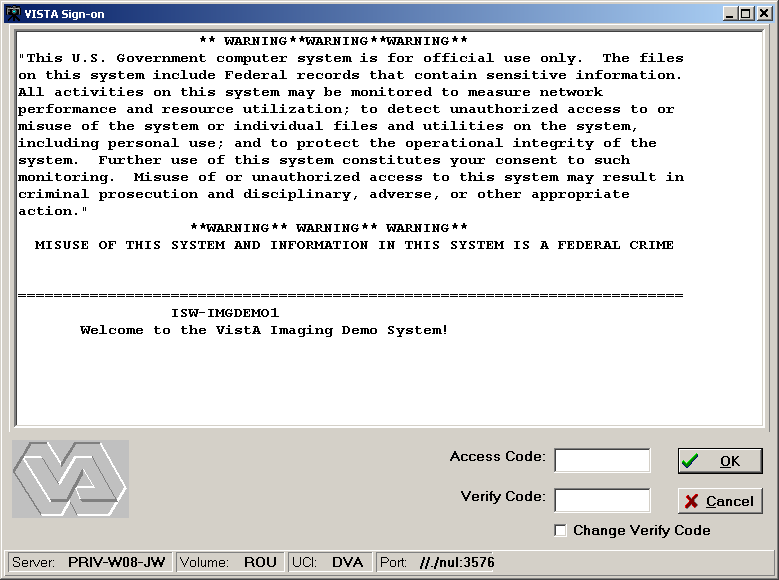 VISTA Sign-on
** WARNING**WARNING**WARNING**
"This U.S. Government computer system is for official use only.  The files
on this system include Federal records that contain sensitive information.
All activities on this system may be monitored to measure network
performance and resource utilization; to detect unauthorized access to or
misuse of the system or individual files and utilities on the system,
including personal use; and to protect the operational integrity of the
system.  Further use of this system constitutes your consent to such
monitoring.  Misuse of or unauthorized access to this system may result in
criminal prosecution and disciplinary, adverse, or other appropriate
action."
**WARNING** WARNING** WARNING**
MISUSE OF THIS SYSTEM AND INFORMATION IN THIS SYSTEM IS A FEDERAL CRIME
==========================================================================
ISW-IMGDEMO1
Welcome to the VistA Imaging Demo System!
VA
Access Code:
OK
Verify Code:
Cancel
Change Verify Code
Server: PRIV-W08-JW Volume: ROU UCI: DVA Port: //./nul:3576